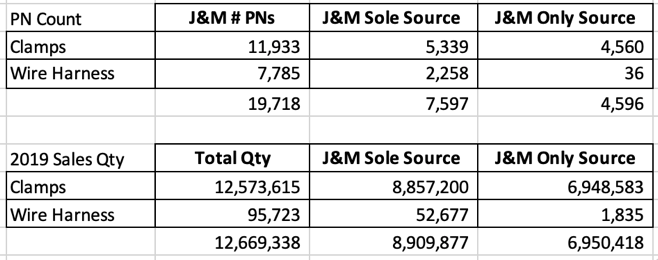 PN Count J&M # PNs J&M Sole Source J&M Only Source
Clamps 11,933 5,339 4,560
Wire Harness 7,785 2,258 36
19,718 7,597 4,596
2019 Sales Qty Total Qty J&M Sole Source J&M Only Source
Clamps 12,573,615 8,857,200 6,948,583
Wire Harness 95,723 52,677 1,835
12,669,338 8,909,877 6,950,418